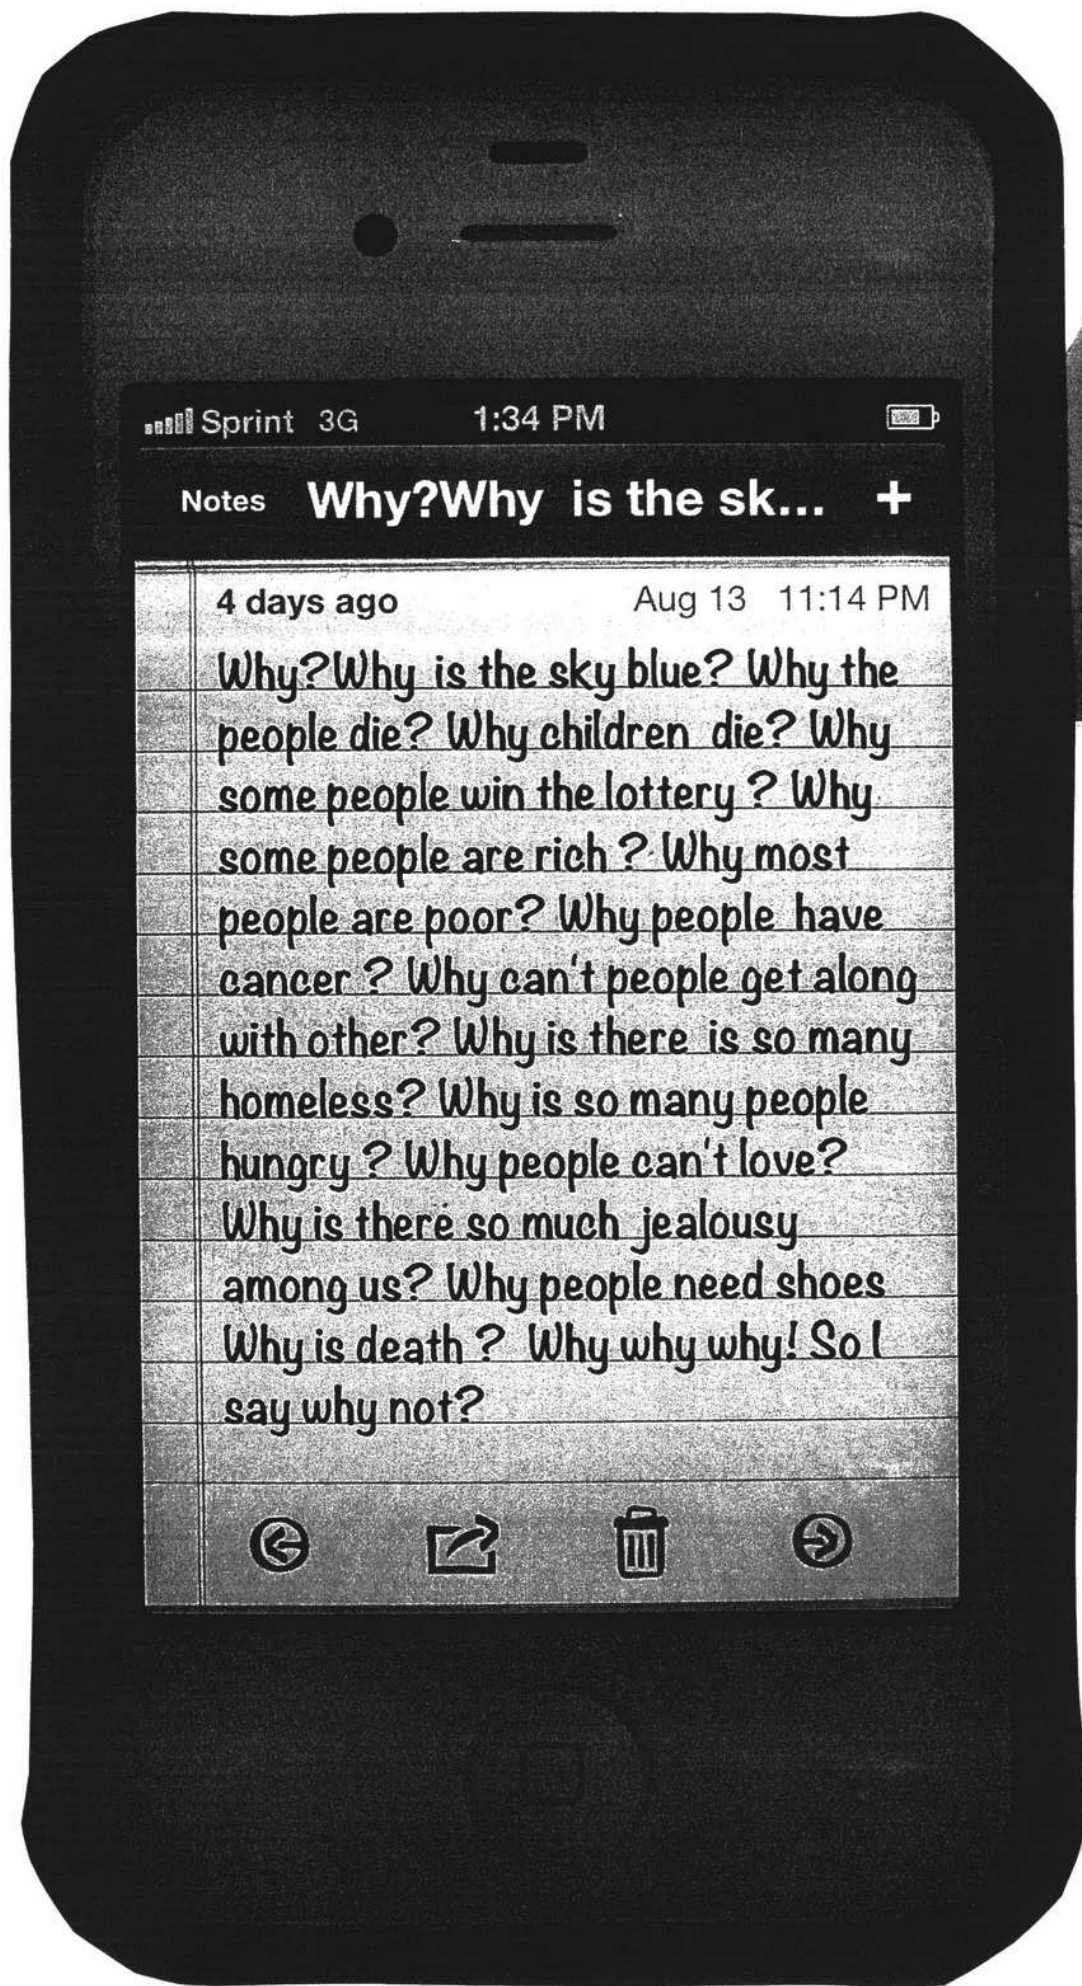 Sprint 3G 1:34 PM
Notes Why?Why is the sk... +
4 days ago Aug 13 11:14 PM
Why?Why is the sky blue? Why the
people die? Why children die? Why
some people win the lottery ? Why
some people are rich ? Why most
people are poor? Why people have
cancer ? Why can't people get along
with other? Why is there is so many
homeless? Why is so many people
hungry ? Why people can't love?
Why is there so much jealousy
among us? Why people need shoes
Why is death ? Why why why! So I
say why not?